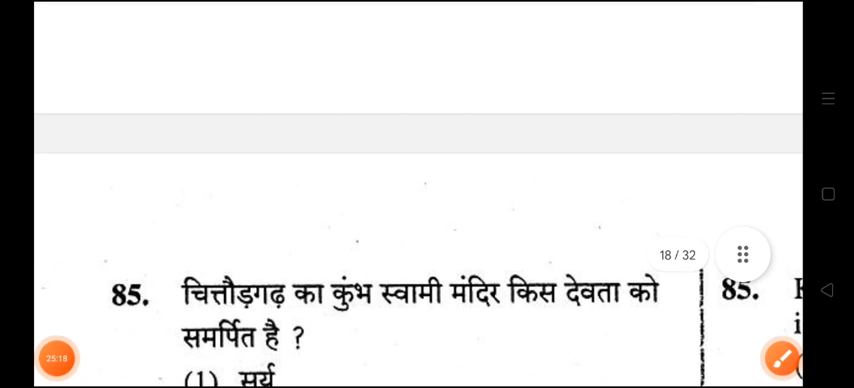 18 / 32
85. चित्तौड़गढ़ का कुंभ स्वामी मंदिर किस देवता को
समर्पित है ?
(1) सूर्य
85.
i
25:18